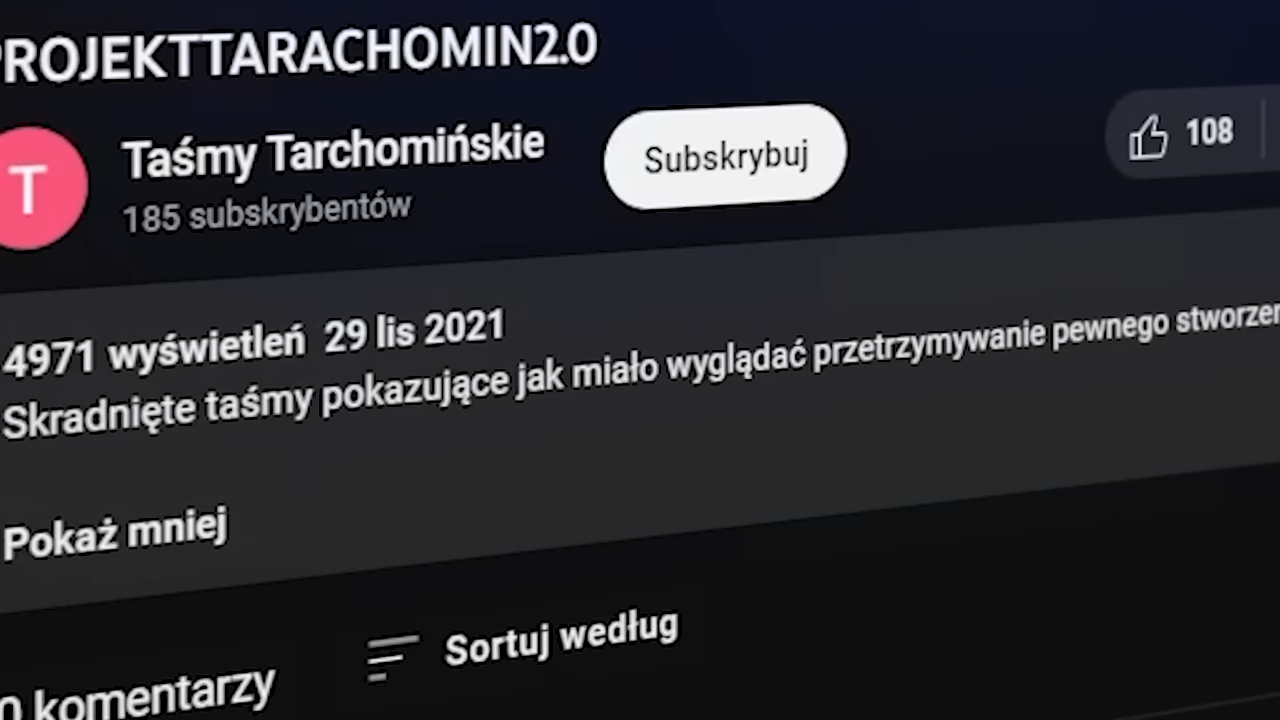 PROJEKTTARACHOMIN2.0
T
Taśmy Tarchomińskie
185 subskrybentów
Subskrybuj
108
4971 wyświetleń 29 lis 2021
Skradnięte taśmy pokazujące jak miało wyglądać przetrzymywanie pewnego
Pokaż mniej
komentarzy
Sortuj według